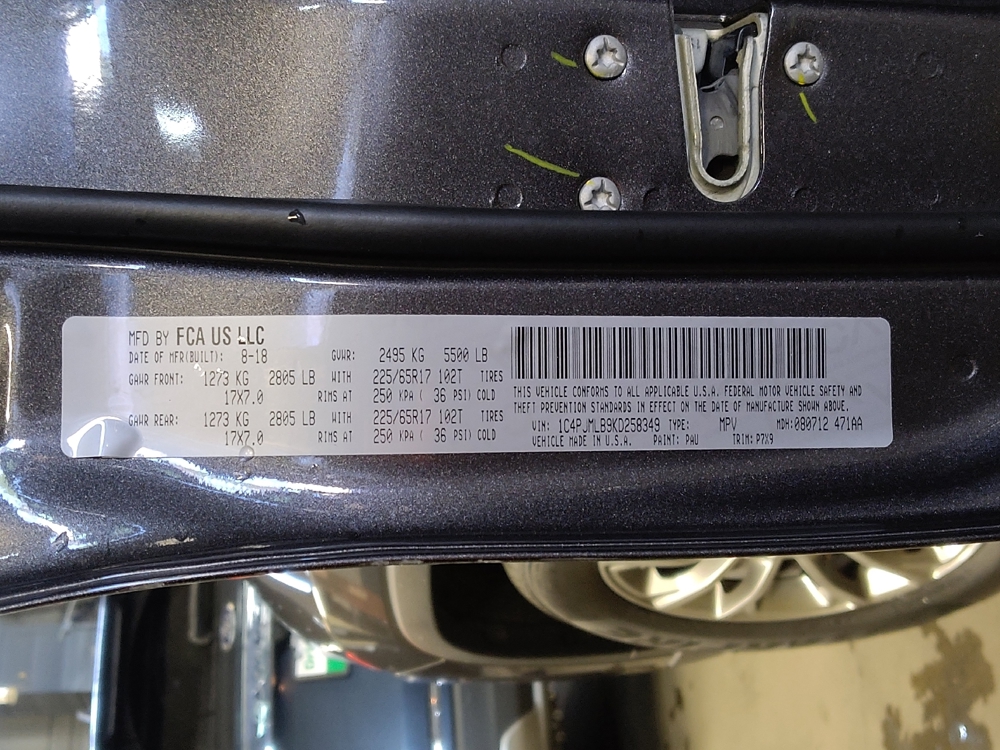 MFD BY FCA US LLC
DATE OF MFR(BUILT): 8-18 GVWR: 2495 KG 5500 LB
GAWR FRONT: 1273 KG 2805 LB WITH 225/65R17 102T TIRES
17X7.0 RIMS AT 250 KPA ( 36 PSI) COLD
GAWR REAR: 1273 KG 2805 LB WITH 225/65R17 102T TIRES
17X7.0 RIMS AT 250 KPA ( 36 PSI) COLD
THIS VEHICLE CONFORMS TO ALL APPLICABLE U.S.A. FEDERAL MOTOR VEHICLE SAFETY AND
THEFT PREVENTION STANDARDS IN EFFECT ON THE DATE OF MANUFACTURE SHOWN ABOVE.
VIN: 1C4PJMLB9KD258349 TYPE: MPV MDH:080712 471AA
VEHICLE MADE IN U.S.A. PAINT: PAU TRIM: P7X9